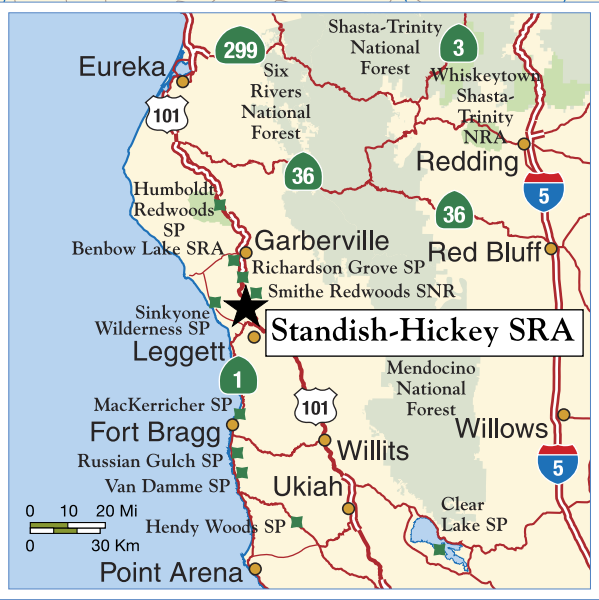 299
Shasta-Trinity
National
Forest
3
Eureka
Six
Rivers
National
Forest
Whiskeytown
Shasta-
Trinity
NRA
101
Redding
36
5
Humboldt
Redwoods
SP
36
Benbow Lake SRA
Garberville
Red Bluff
Richardson Grove SP
Smithe Redwoods SNR
Sinkyone
Wilderness SP
Standish-Hickey SRA
Leggett
1
Mendocino
National
Forest
MacKerricher SP
101
Fort Bragg
Willows
Willits
Russian Gulch SP
5
Van Damme SP
Ukiah
Clear
Lake SP
0 10 20 Mi
0 30 Km
Hendy Woods SP
Point Arena